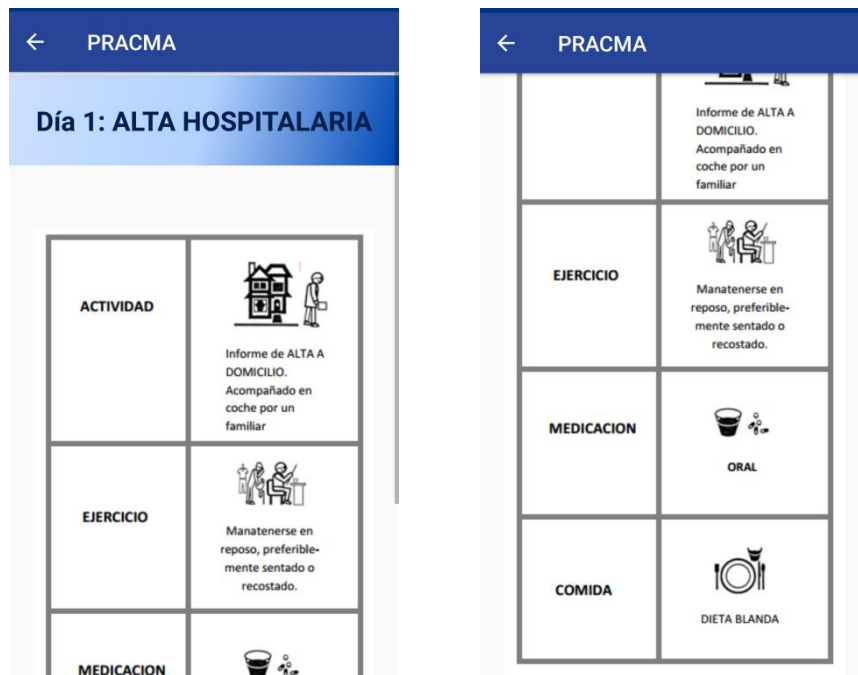 PRACMA
Día 1: ALTA HOSPITALARIA
ACTIVIDAD
Informe de ALTA A
DOMICILIO.
Acompañado en
coche por un
familiar
EJERCICIO
Manatenerse en
reposo, preferible-
mente sentado o
recostado.
MEDICACION
PRACMA
Informe de ALTA A
DOMICILIO.
Acompañado en
coche por un
familiar
EJERCICIO
Manatenerse en
reposo, preferible-
mente sentado o
recostado.
MEDICACION
ORAL
COMIDA
DIETA BLANDA